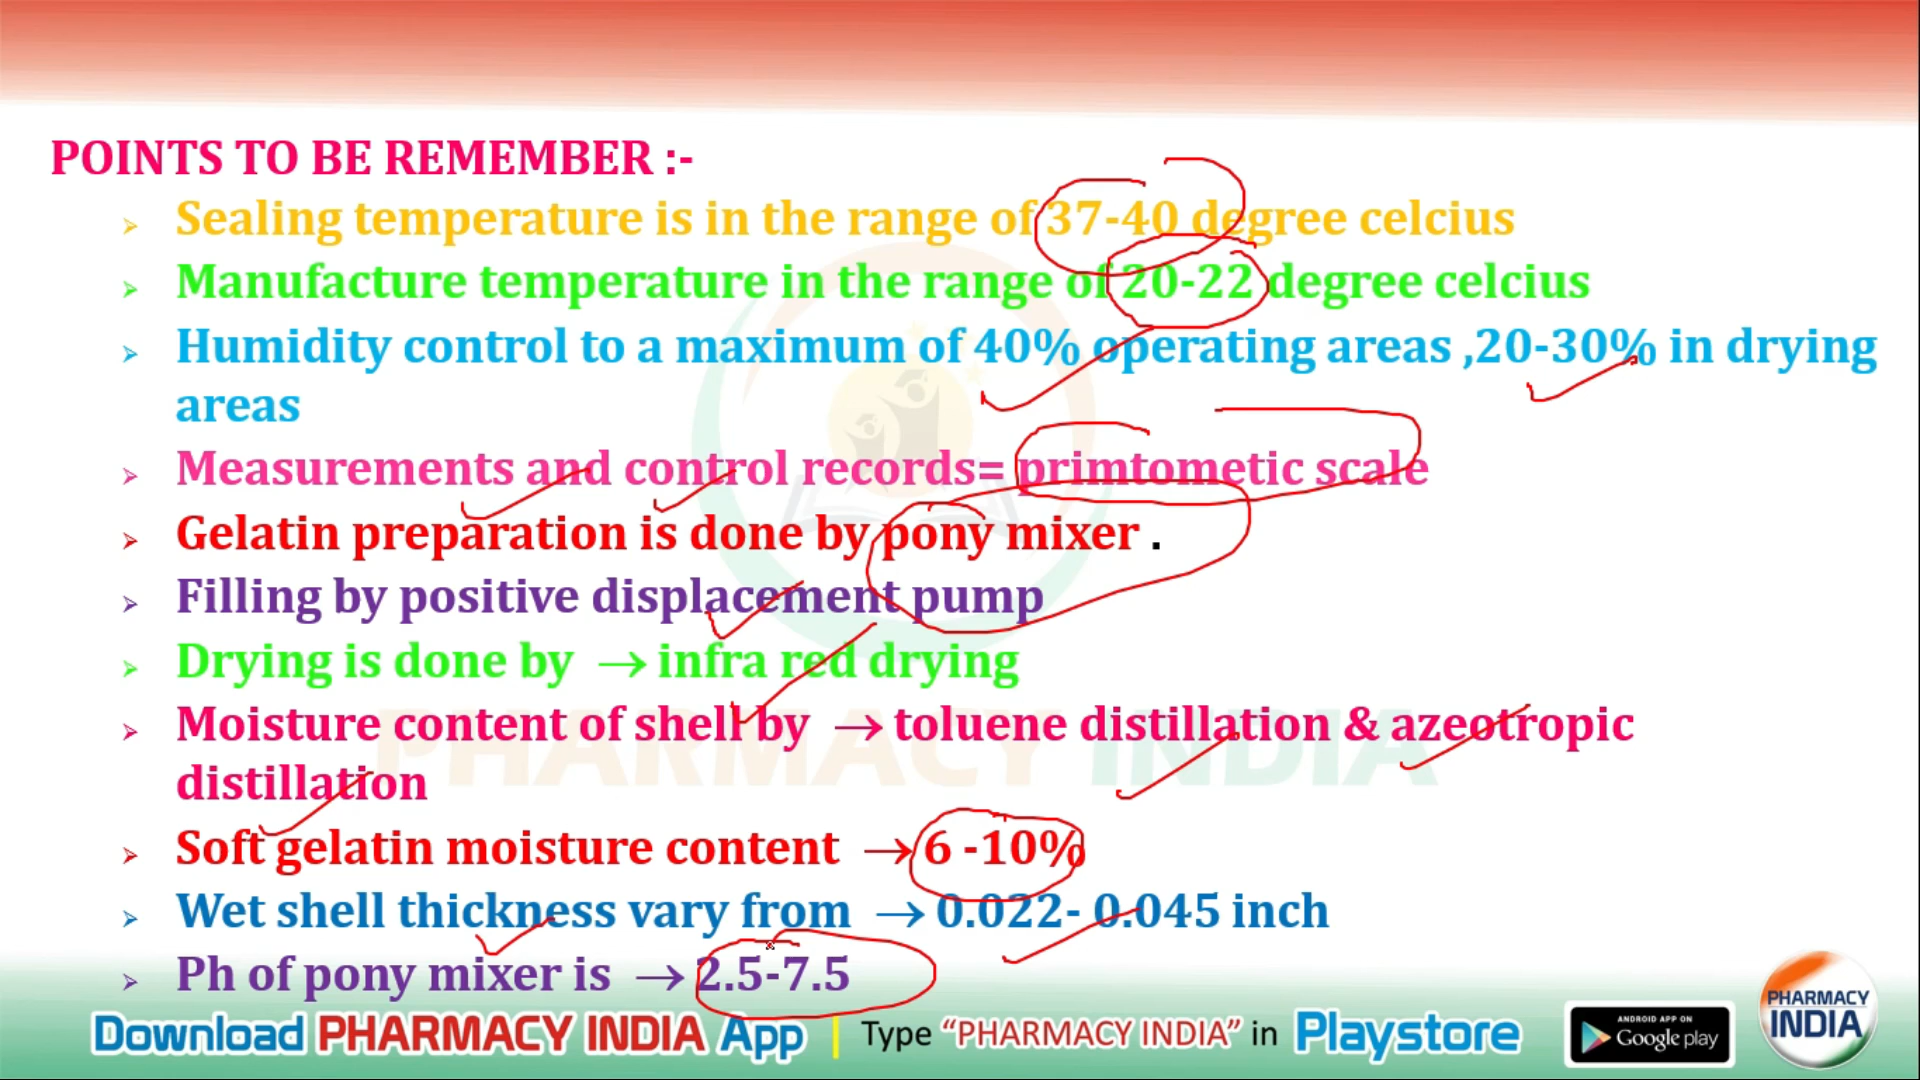 POINTS TO BE REMEMBER :-
Sealing temperature is in the range of 37-40 degree celcius
Manufacture temperature in the range of 20-22 degree celcius
Humidity control to a maximum of 40% operating areas ,20-30% in drying
areas
Measurements and control records= primtometic scale
Gelatin preparation is done by pony mixer .
Filling by positive displacement pump
Drying is done by → infra red drying
Moisture content of shell by → toluene distillation & azeotropic
distillation
Soft gelatin moisture content → 6 -10%
Wet shell thickness vary from → 0.022- 0.045 inch
Ph of pony mixer is → 2.5-7.5
PHARMACY INDIA
Download PHARMACY INDIA App | Type “PHARMACY INDIA” in Playstore
ANDROID APP ON
Google play
PHARMACY
INDIA